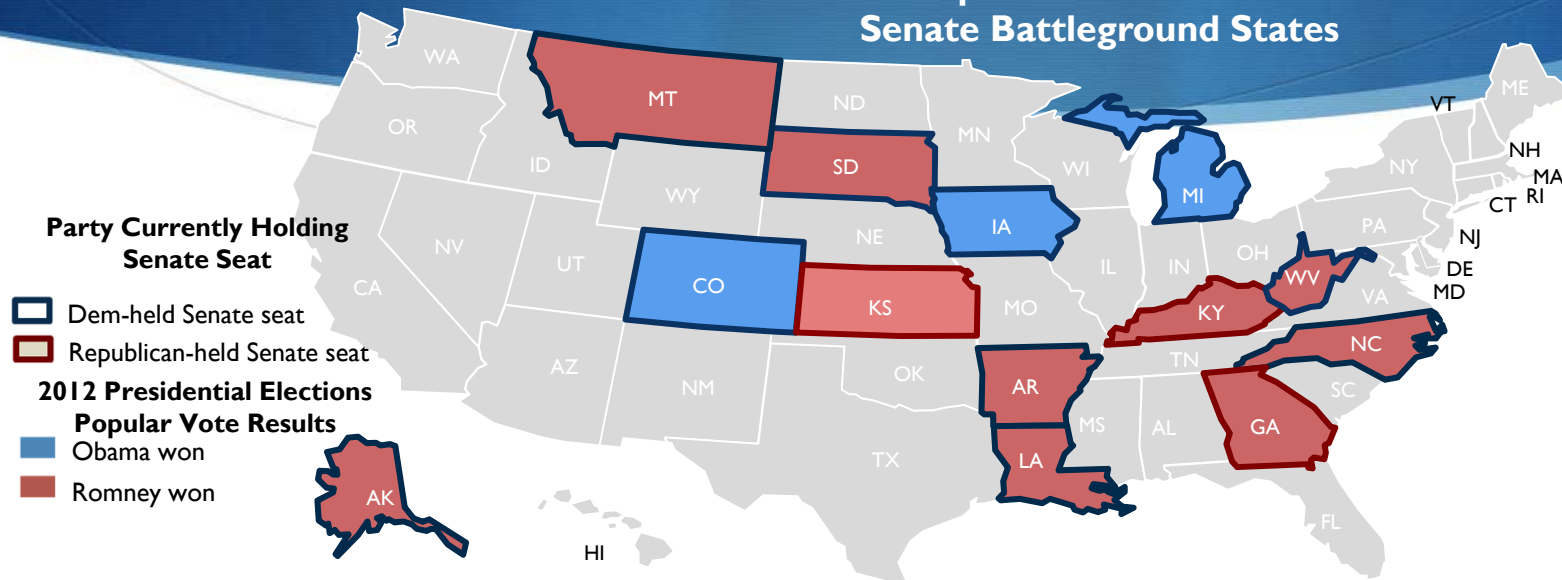 Senate Battleground States
WA
MT
ND
MN
VT
ME
OR
ID
SD
WI
MI
NY
NH
MA
WY
IA
CT
RI
Party Currently Holding
Senate Seat
NV
UT
CO
NE
IL
IN
OH
PA
NJ
WV
DE
MD
CA
KS
MO
KY
VA
Dem-held Senate seat
Republican-held Senate seat
2012 Presidential Elections
Popular Vote Results
Obama won
Romney won
AZ
NM
OK
AR
TN
NC
SC
MS
AL
GA
TX
LA
FL
AK
HI